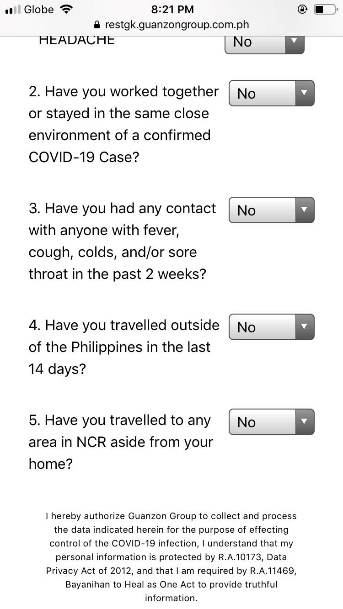 Globe 8:21 PM
restgk.guanzongroup.com.ph
HEADACHE No
2. Have you worked together No
or stayed in the same close
environment of a confirmed
COVID-19 Case?
3. Have you had any contact No
with anyone with fever,
cough, colds, and/or sore
throat in the past 2 weeks?
4. Have you travelled outside No
of the Philippines in the last
14 days?
5. Have you travelled to any No
area in NCR aside from your
home?
I hereby authorize Guanzon Group to collect and process
the data indicated herein for the purpose of effecting
control of the COVID-19 infection, I understand that my
personal information is protected by R.A.10173, Data
Privacy Act of 2012, and that I am required by R.A.11469,
Bayanihan to Heal as One Act to provide truthful
information.